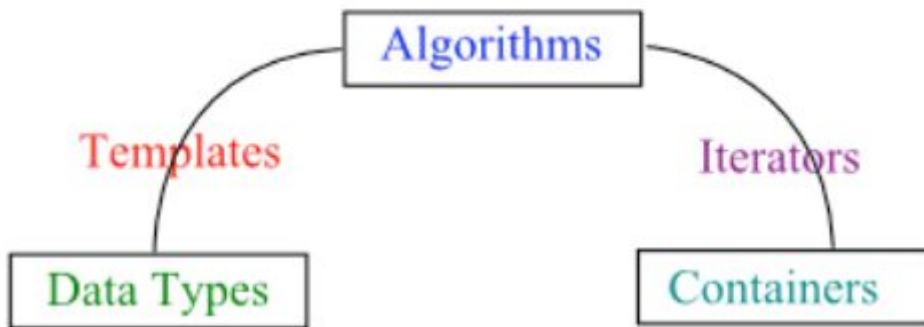 Algorithms
Templates
Iterators
Data Types
Containers